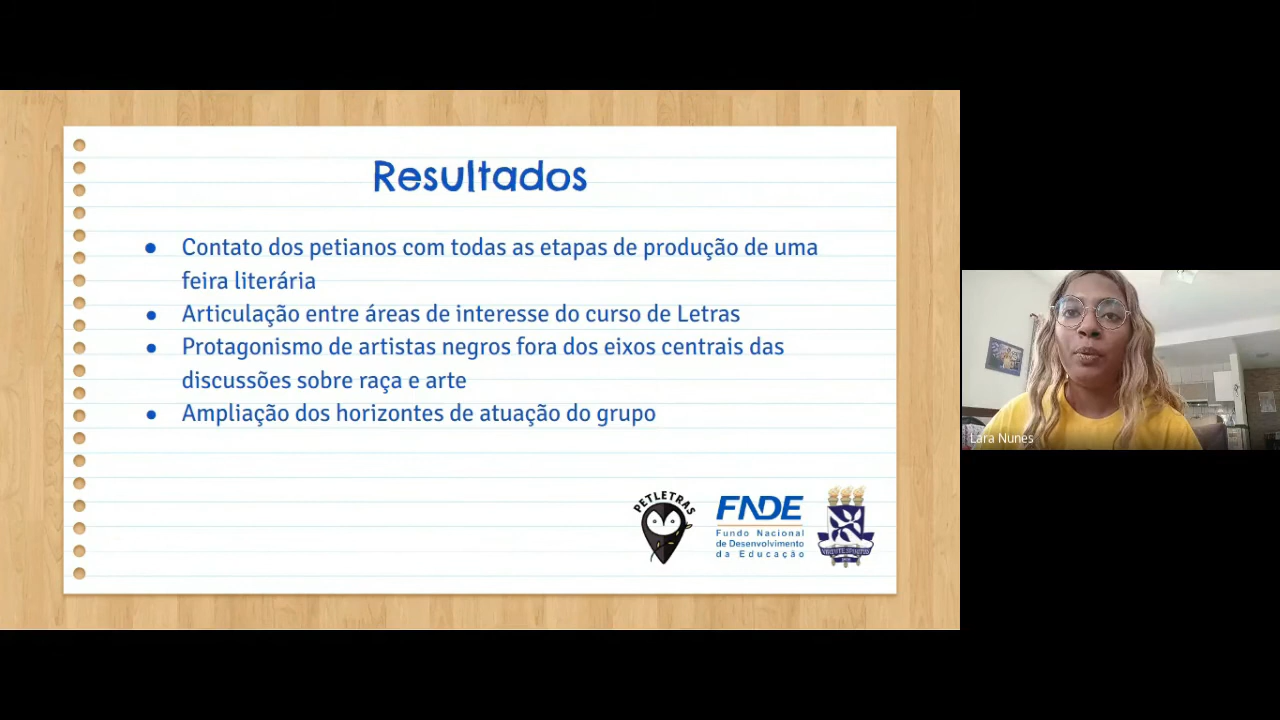 Resultados
● Contato dos petianos com todas as etapas de produção de uma
feira literária
● Articulação entre áreas de interesse do curso de Letras
● Protagonismo de artistas negros fora dos eixos centrais das
discussões sobre raça e arte
● Ampliação dos horizontes de atuação do grupo
PETLETRAS
FNDE
Fundo Nacional
de Desenvolvimento
da Educação
Lara Nunes